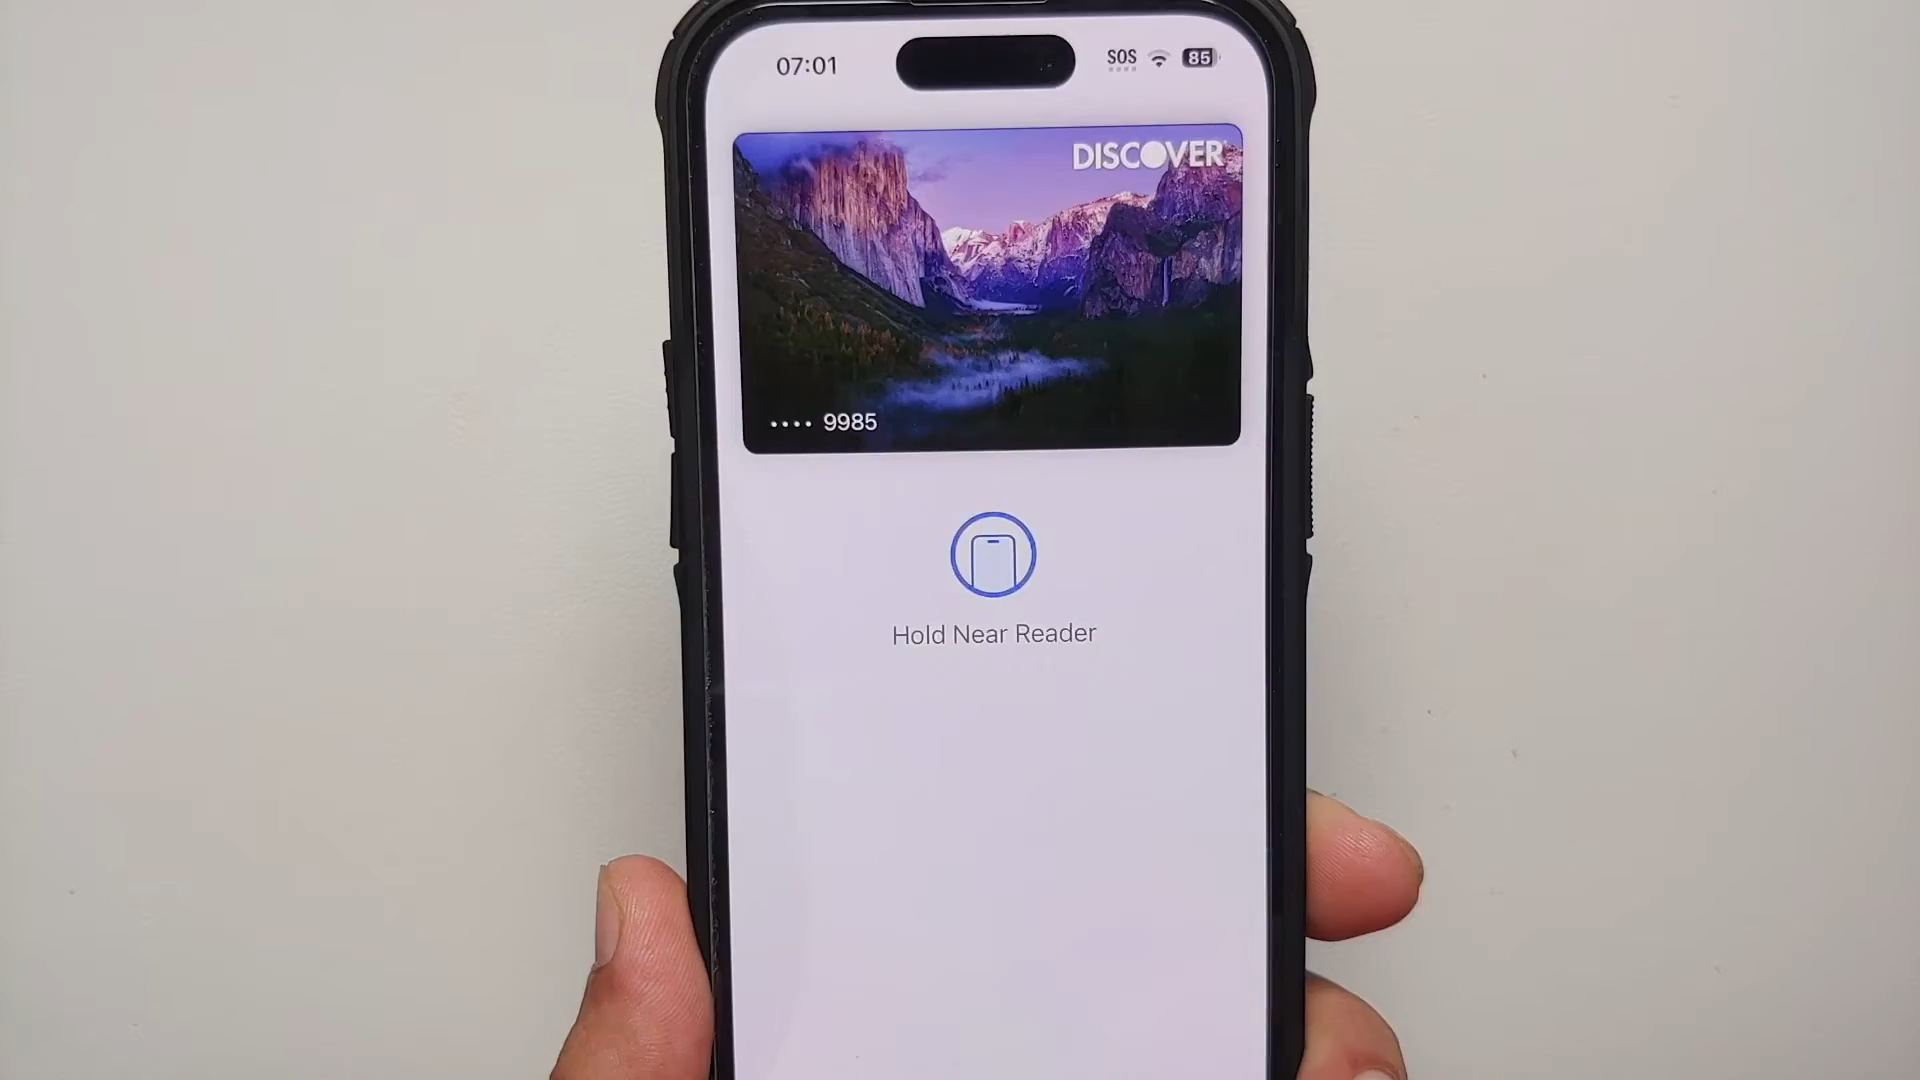 07:01
SOS
85
DISCOVER
•••• 9985
Hold Near Reader